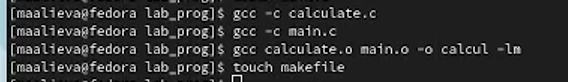 [maalieva@fedora lab_prog]$ gcc -c calculate.c
[maalieva@fedora lab_prog]$ gcc -c main.c
[maalieva@fedora lab_prog]$ gcc calculate.o main.o -o calcul -lm
[maalieva@fedora lab_prog]$ touch makefile